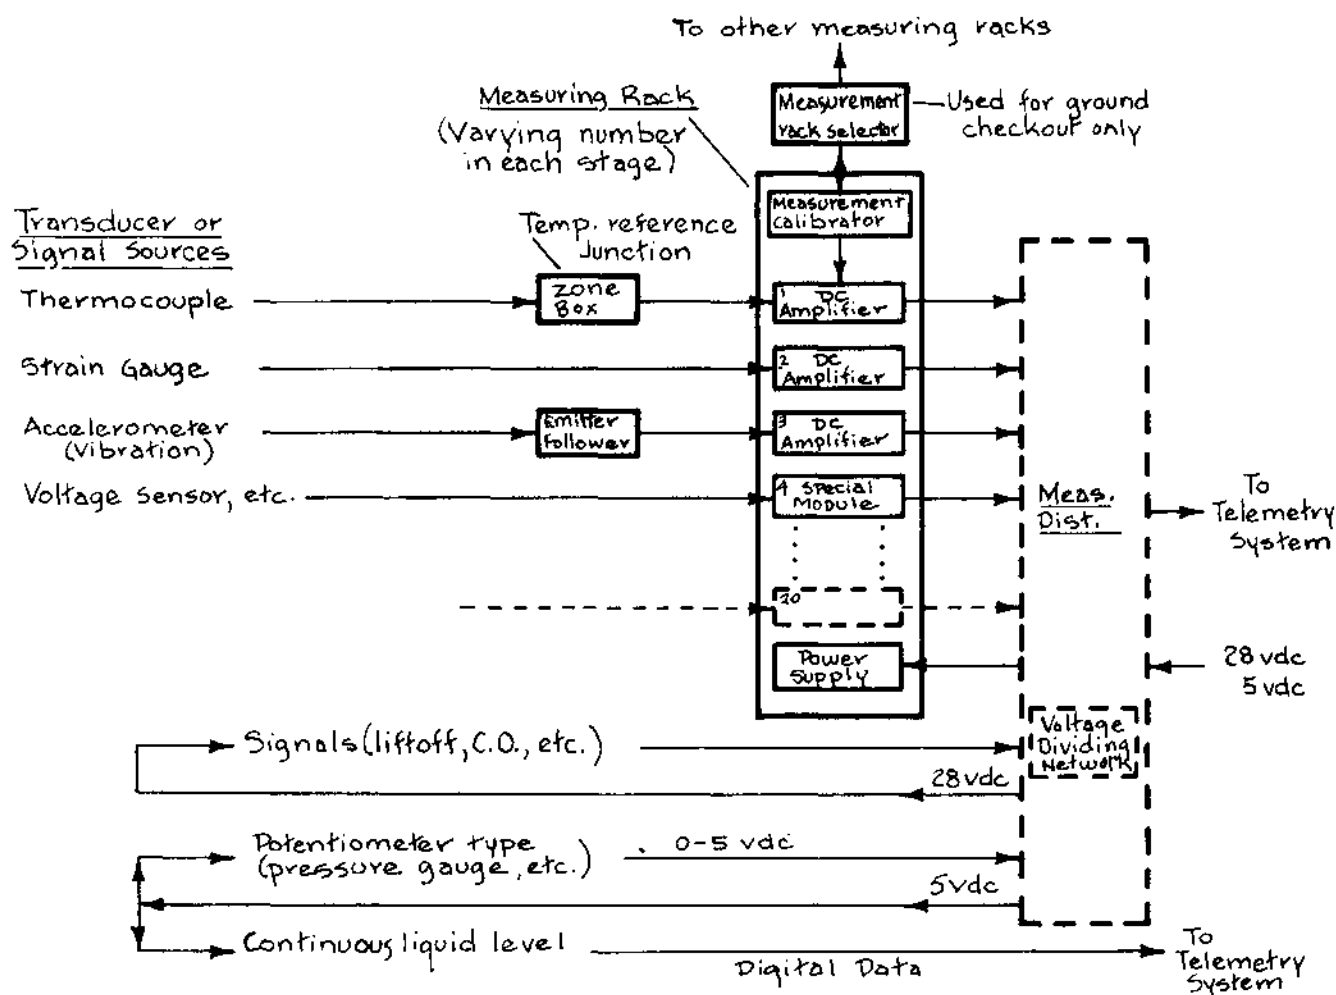 To other measuring racks
Measuring Rack
(Varying number
in each stage)
Measurement
rack selector
Used for ground
checkout only
Measurement
Calibrator
Transducer or
Signal Sources
Temp. reference
Junction
Thermocouple
Zone
Box
1 DC
Amplifier
Strain Gauge
2 DC
Amplifier
Accelerometer
(Vibration)
Emitter
Follower
3 DC
Amplifier
Voltage Sensor, etc.
4 Special
Module
Meas.
Dist.
To
Telemetry
System
20
Power
Supply
28 vdc
5 vdc
Signals (liftoff, C.O., etc.)
Voltage
Dividing
Network
28 vdc
Potentiometer type
(pressure gauge, etc.)
0-5 vdc
5 vdc
Continuous liquid level
Digital Data
To
Telemetry
System